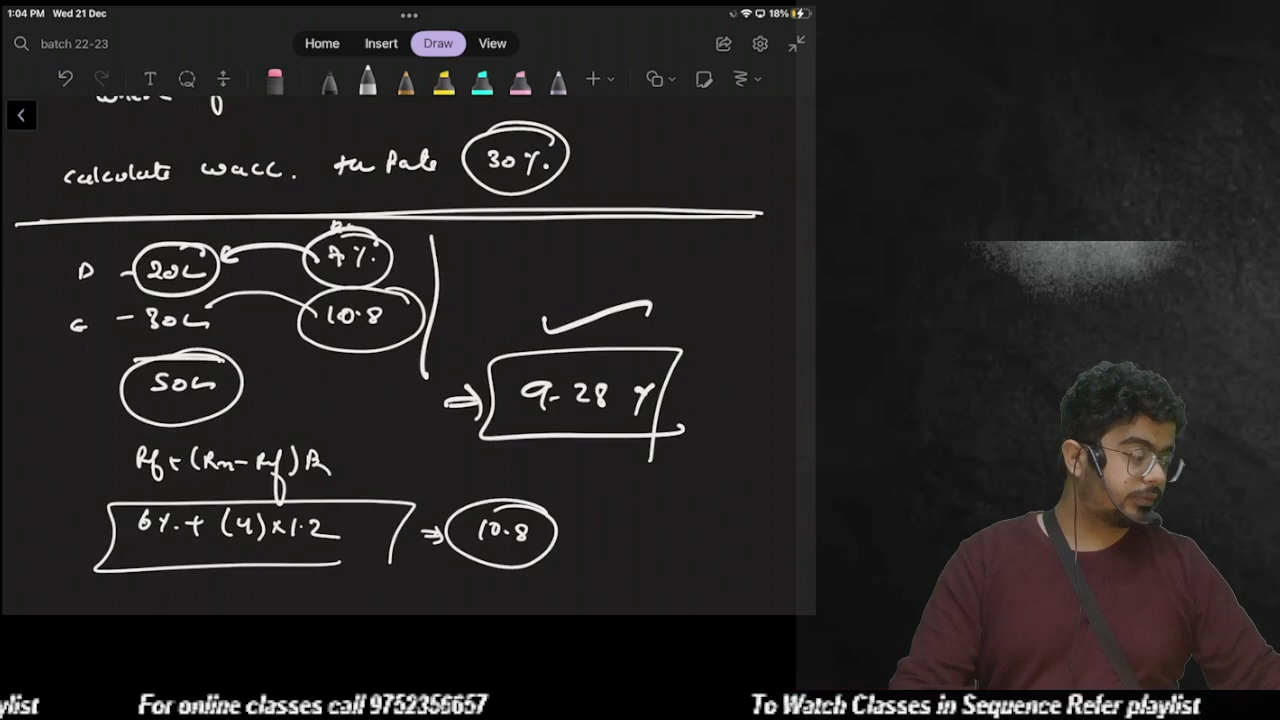 1:04 PM Wed 21 Dec
18%
batch 22-23
Home Insert Draw View
calculate wacc. Rate 30%.
D - 20L 7%.
E - 30L 10.8
50L
9.28 %
Rf + (Rm - Rf) B
6%. + (4) x 1.2 ⇒ 10.8
ylist For online classes call 9752356657 To Watch Classes in Sequence Refer playlist